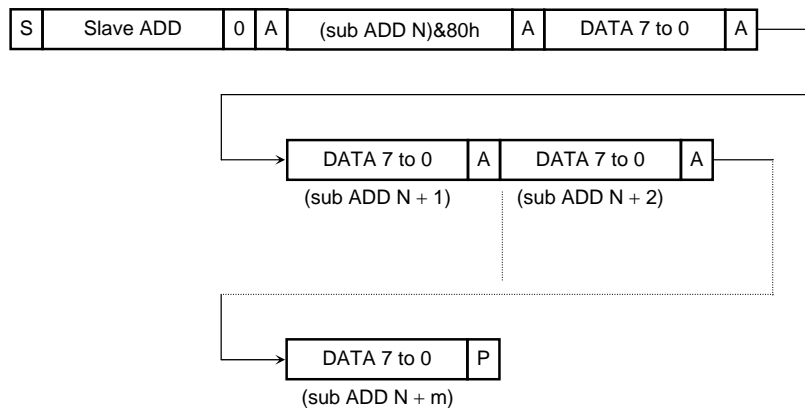 S Slave ADD 0 A (sub ADD N)&80h A DATA 7 to 0 A
DATA 7 to 0 A DATA 7 to 0 A
(sub ADD N + 1) (sub ADD N + 2)
DATA 7 to 0 P
(sub ADD N + m)